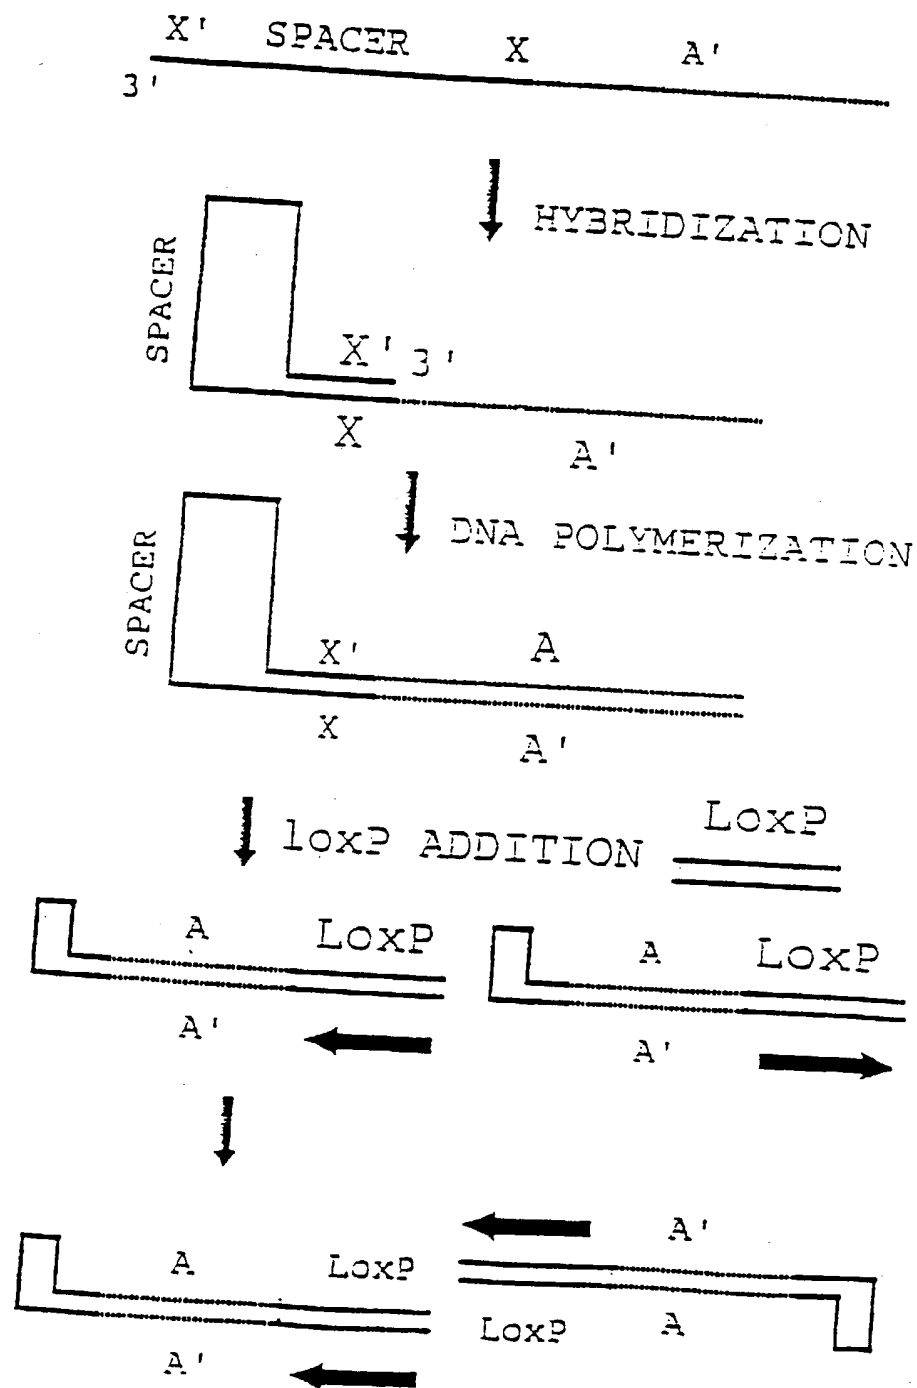 X' SPACER X A'
3'
HYBRIDIZATION
SPACER
X' 3'
X
A'
DNA POLYMERIZATION
SPACER
X' A
X
A'
LoxP
loxP ADDITION
A LoxP A LoxP
A' A'
A'
A LoxP
LoxP A
A'